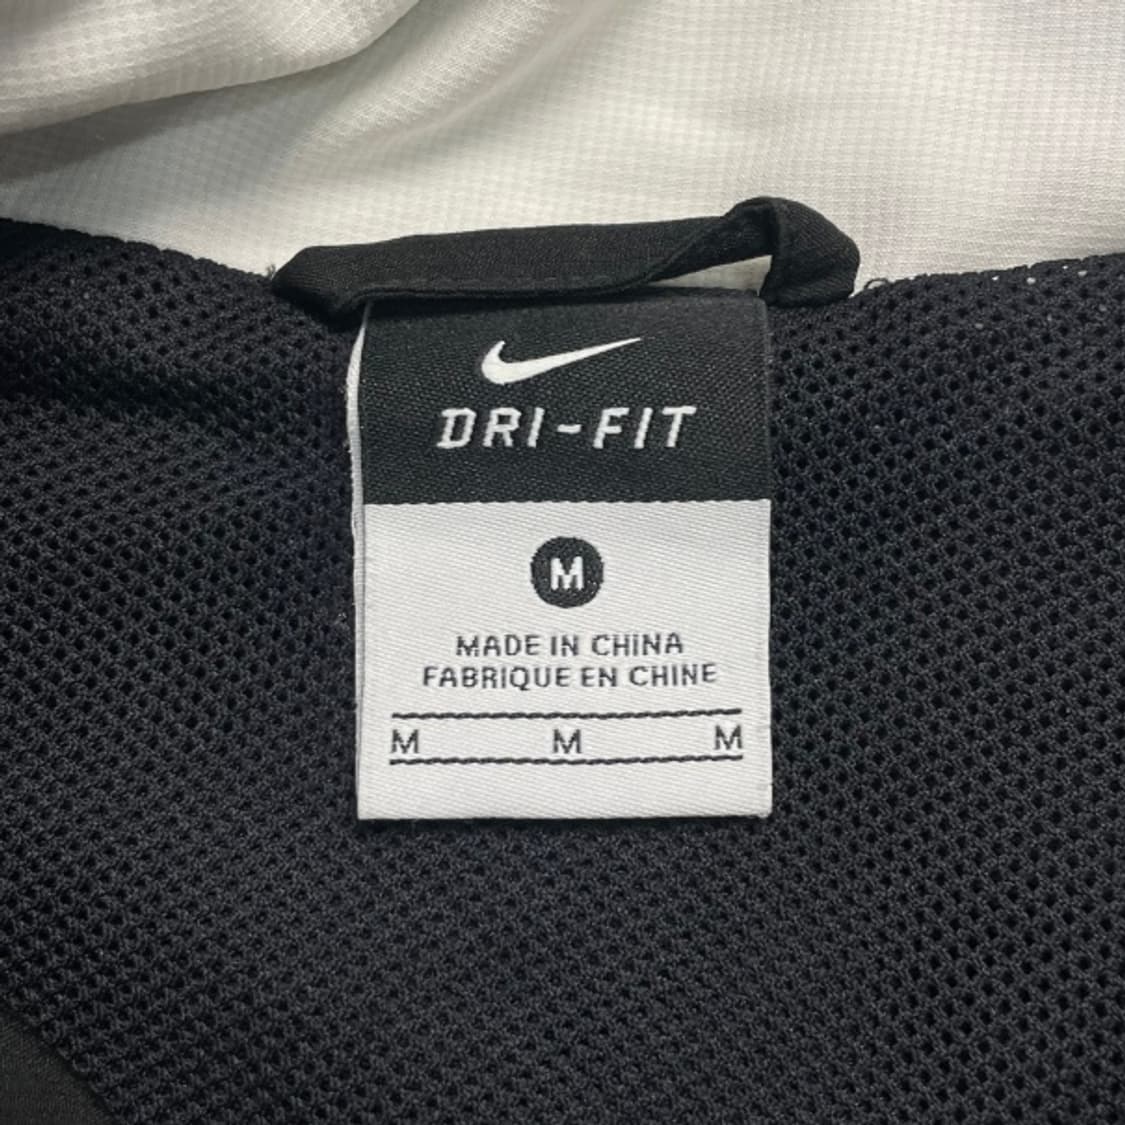 DRI-FIT
M
MADE IN CHINA
FABRIQUE EN CHINE
M M M